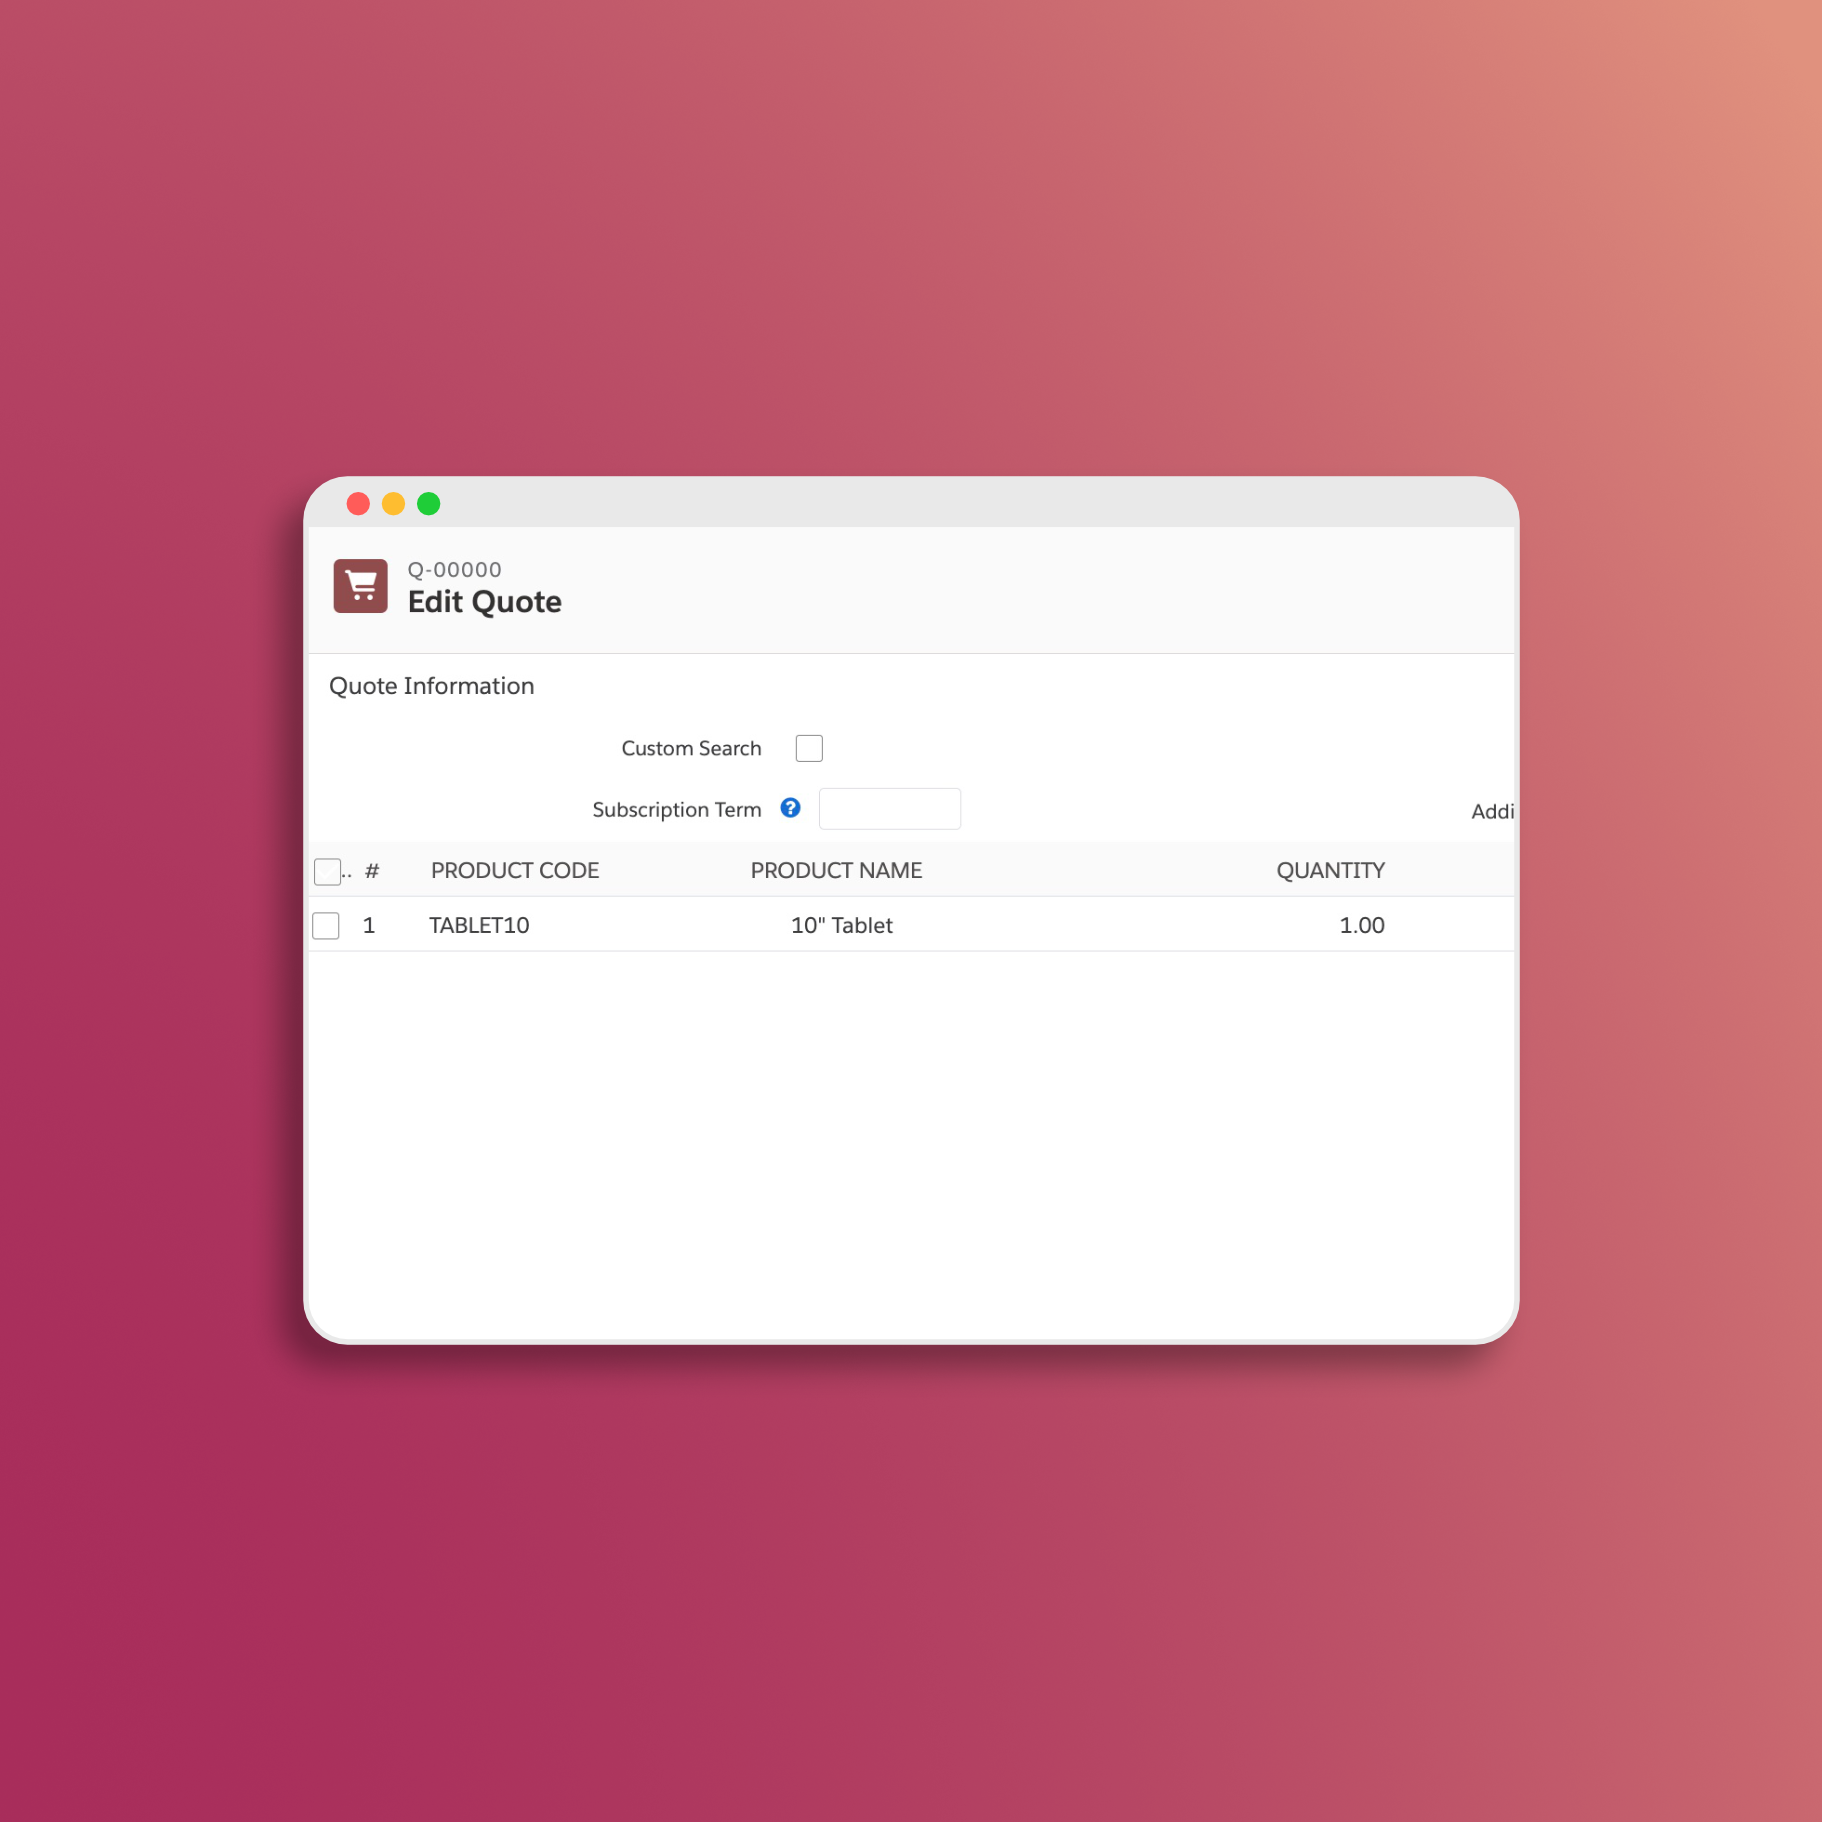 Q-00000
Edit Quote
Quote Information
Custom Search
Subscription Term ?
Addi
.. # PRODUCT CODE PRODUCT NAME QUANTITY
1 TABLET10 10" Tablet 1.00